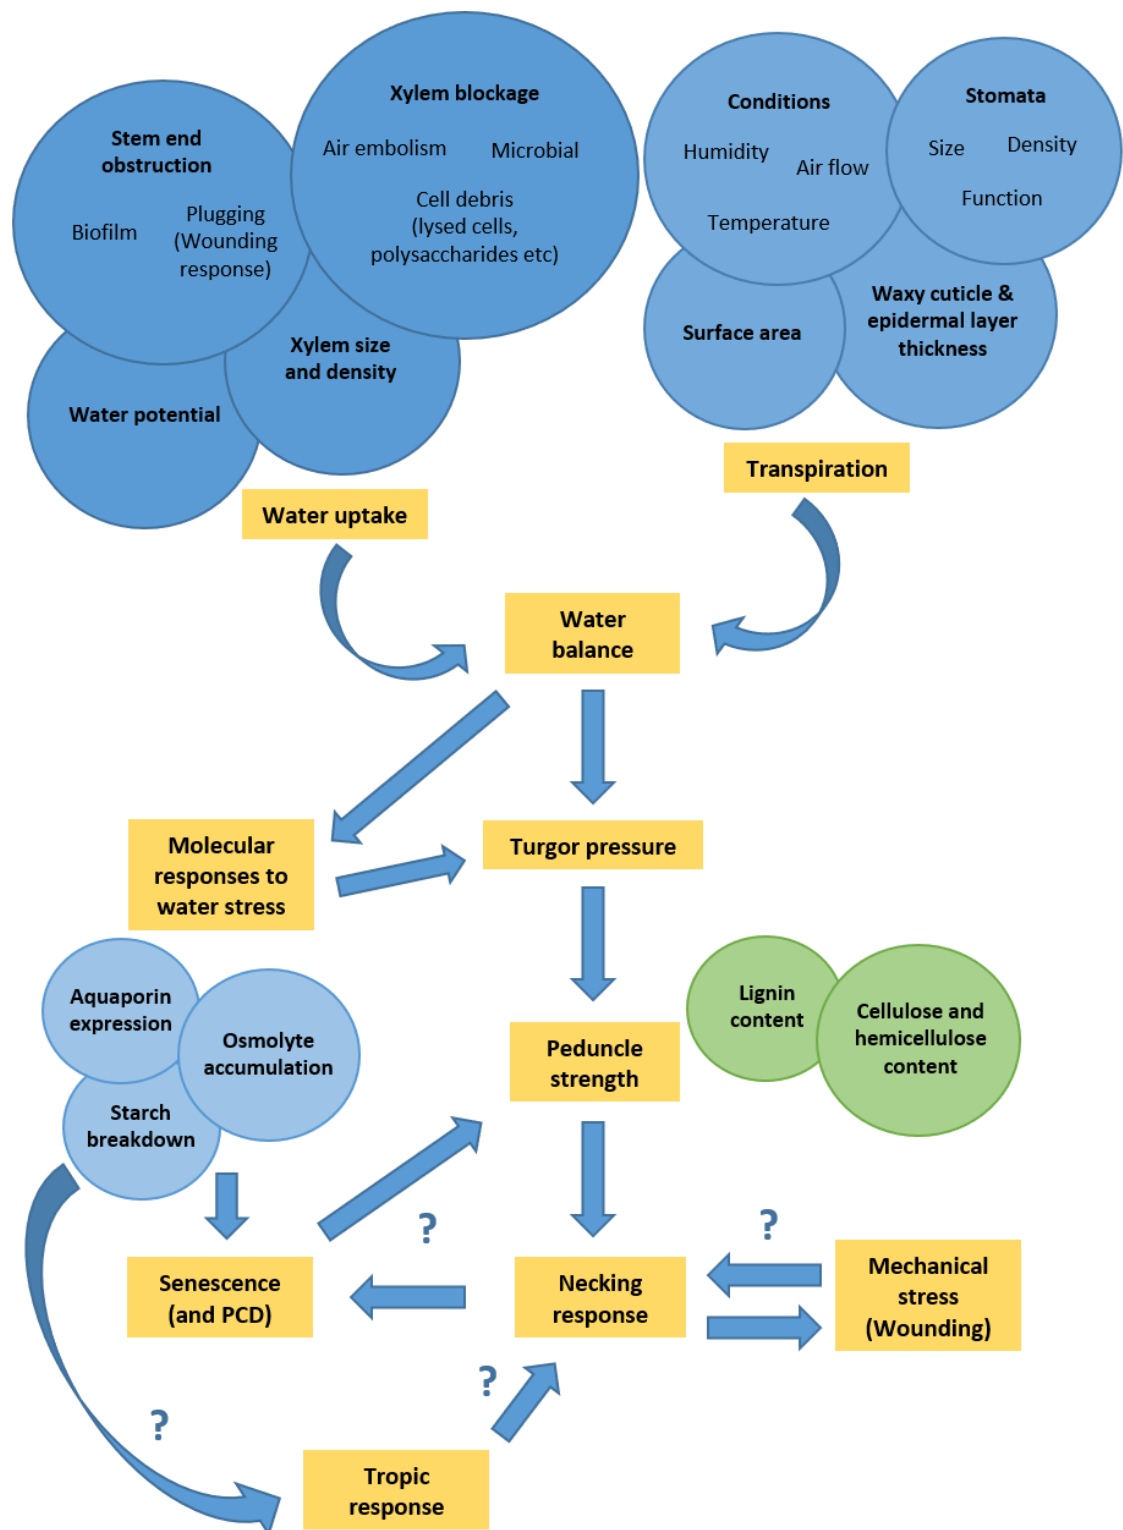 Stem end
obstruction
Biofilm
Plugging
(Wounding
response)
Xylem blockage
Air embolism
Microbial
Cell debris
(lysed cells,
polysaccharides etc)
Water potential
Xylem size
and density
Conditions
Humidity
Air flow
Temperature
Stomata
Size
Density
Function
Surface area
Waxy cuticle &
epidermal layer
thickness
Water uptake
Transpiration
Water
balance
Molecular
responses to
water stress
Turgor pressure
Aquaporin
expression
Osmolyte
accumulation
Starch
breakdown
Peduncle
strength
Lignin
content
Cellulose and
hemicellulose
content
?
?
Senescence
(and PCD)
Necking
response
Mechanical
stress
(Wounding)
?
?
Tropic
response